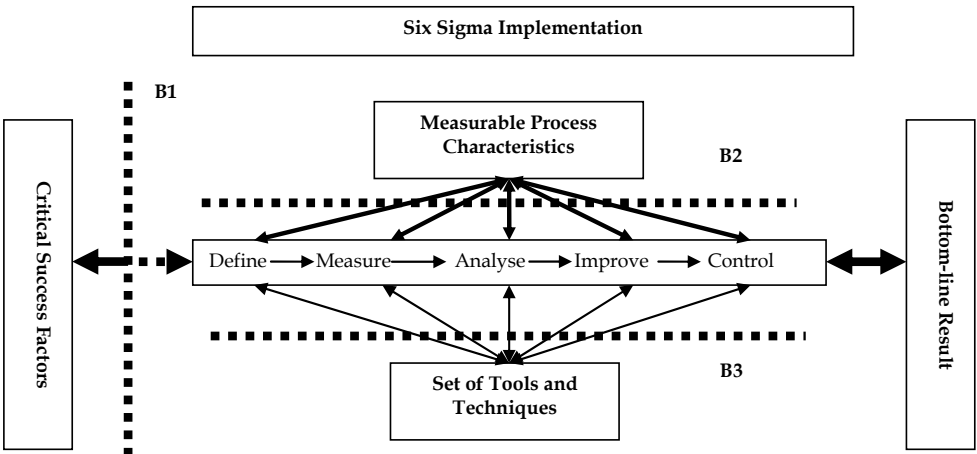 Six Sigma Implementation
B1
Measurable Process
Characteristics
B2
Critical Success Factors
Define Measure Analyse Improve Control
Bottom-line Result
B3
Set of Tools and
Techniques